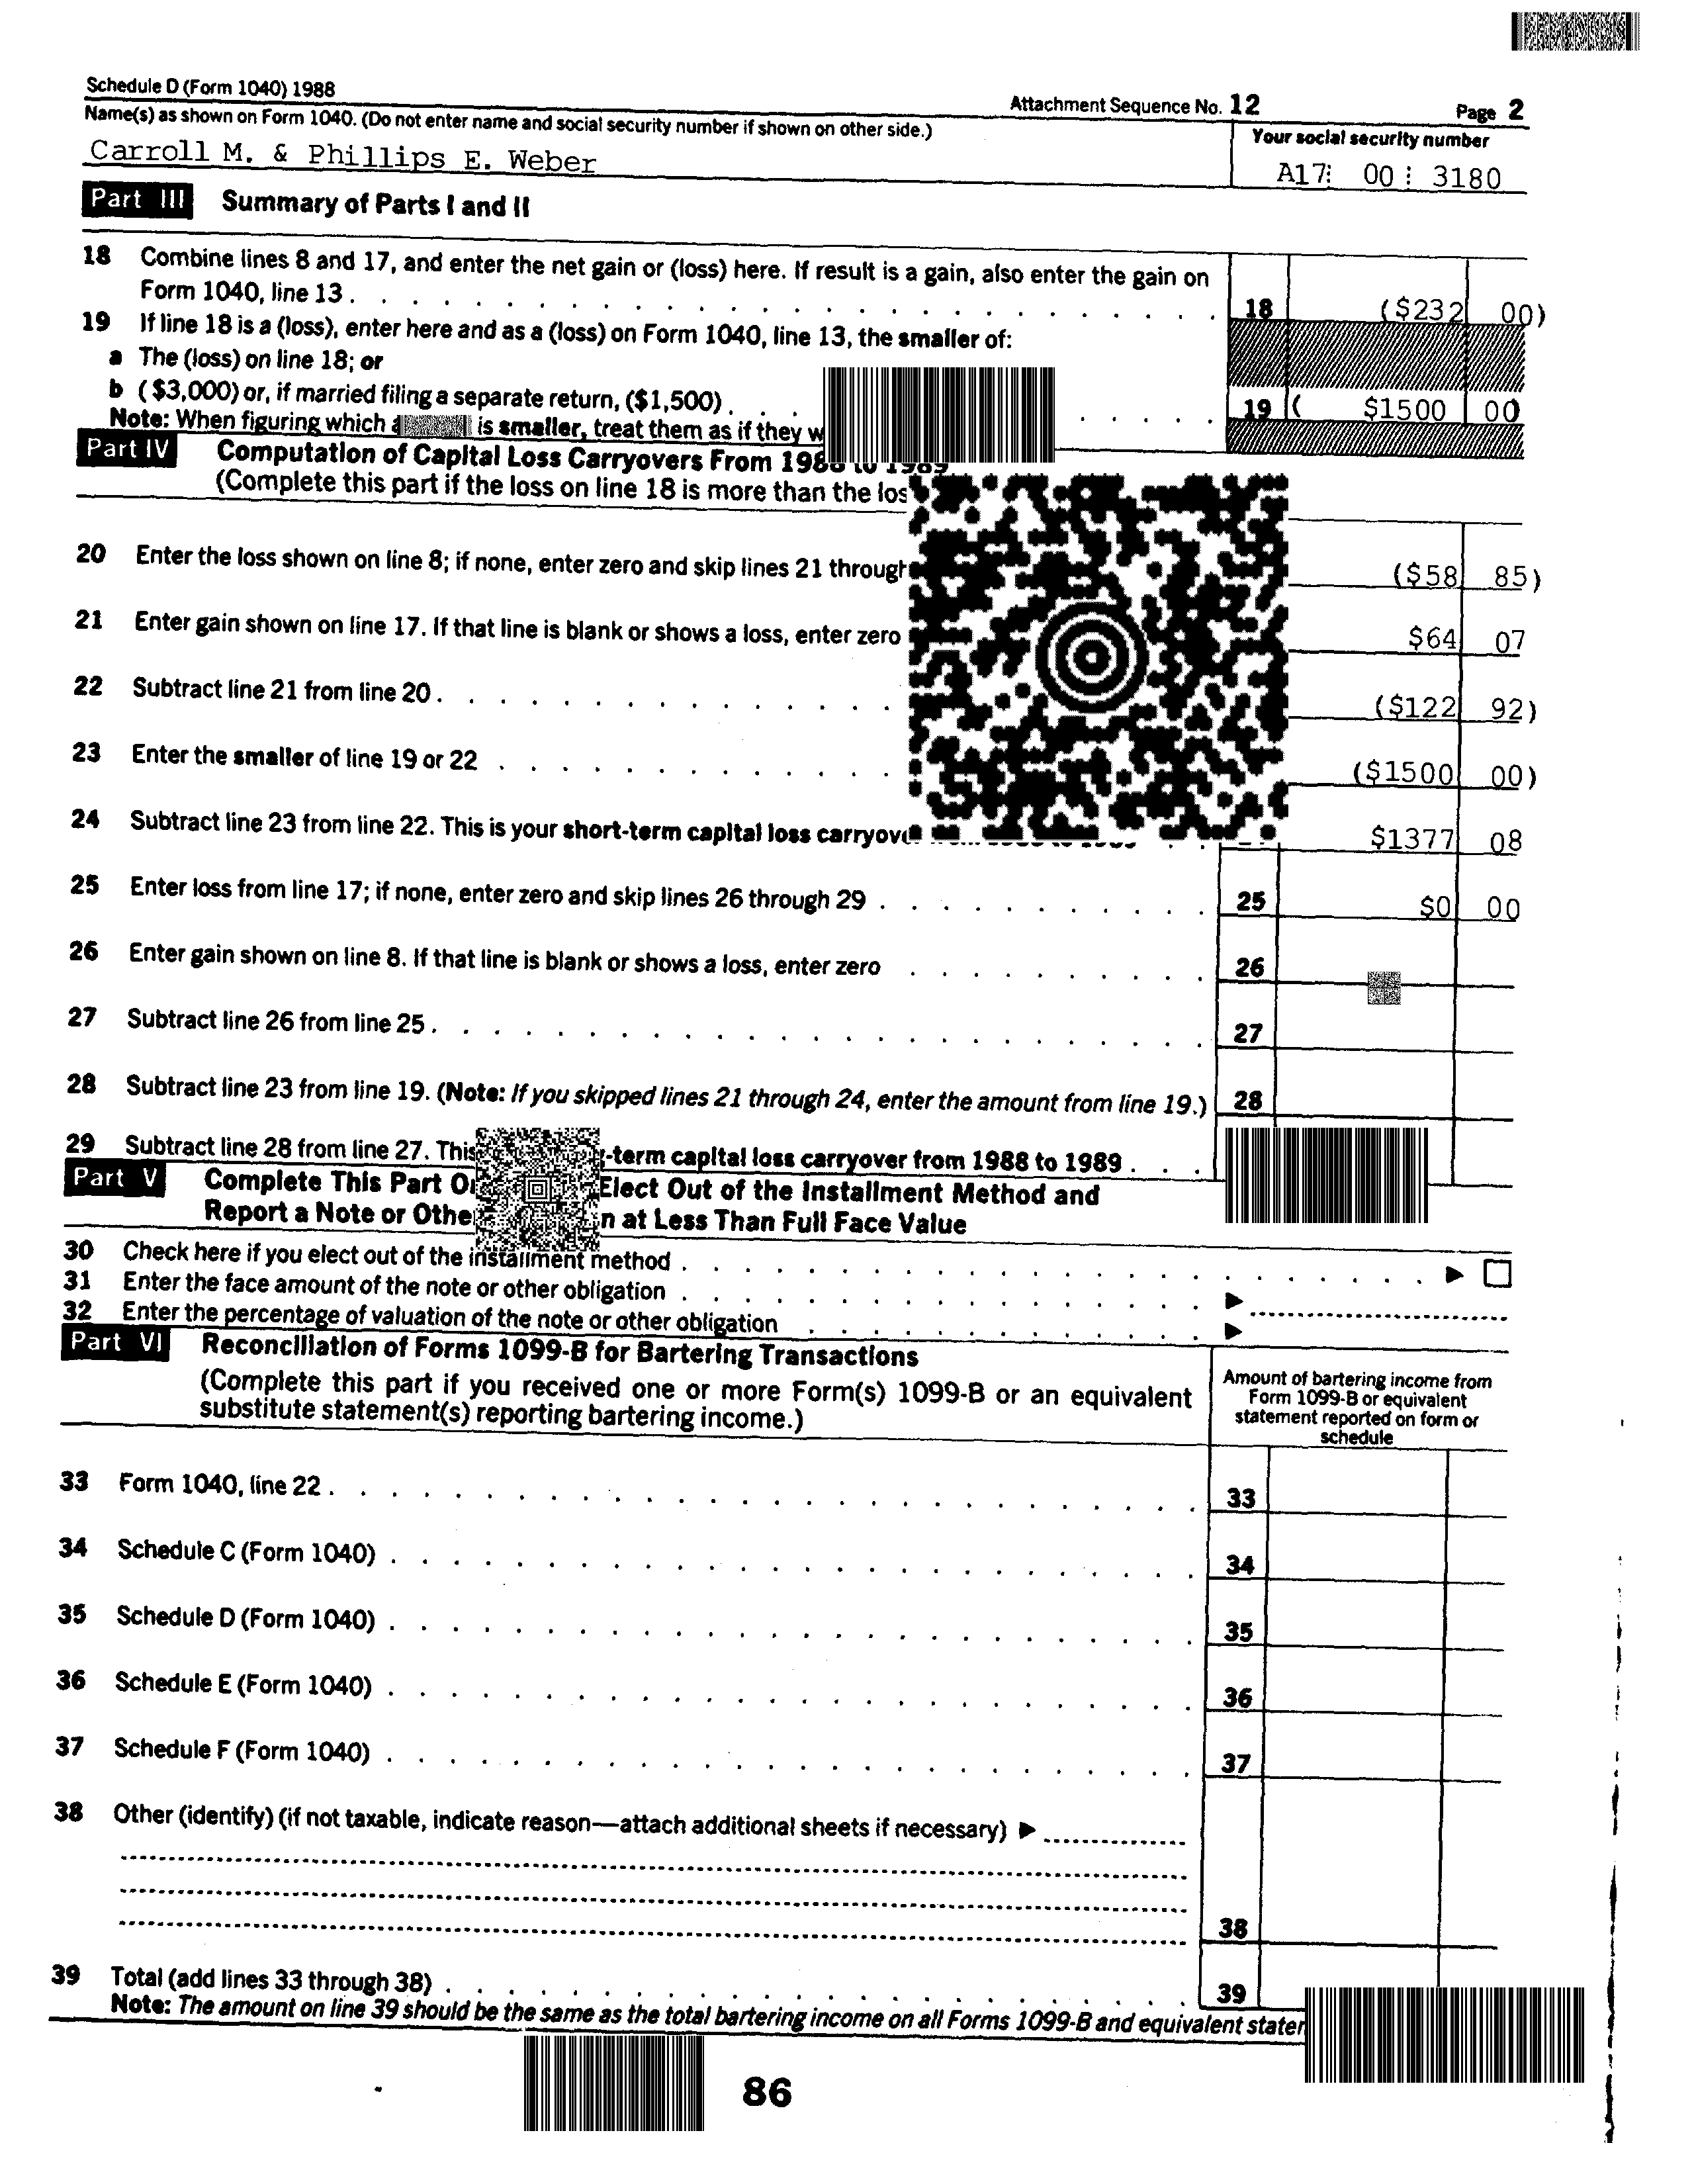 Schedule D (Form 1040) 1988
Attachment Sequence No. 12
Page 2
Name(s) as shown on Form 1040. (Do not enter name and social security number if shown on other side.)
Your social security number
Carroll M. & Phillips E. Weber
A17 00 3180
Part III Summary of Parts I and II
18 Combine lines 8 and 17, and enter the net gain or (loss) here. If result is a gain, also enter the gain on
Form 1040, line 13 . . . . 18 ($232 00)
19 If line 18 is a (loss), enter here and as a (loss) on Form 1040, line 13, the smaller of:
a The (loss) on line 18; or
b ($3,000) or, if married filing a separate return, ($1,500) . . . . 19 ( $1500 00)
Note: When figuring which is smaller, treat them as if they
Part IV Computation of Capital Loss Carryovers From 1988 to 1989
(Complete this part if the loss on line 18 is more than the
20 Enter the loss shown on line 8; if none, enter zero and skip lines 21 through ($58 85)
21 Enter gain shown on line 17. If that line is blank or shows a loss, enter zero $64 07
22 Subtract line 21 from line 20 . . . . ($122 92)
23 Enter the smaller of line 19 or 22 . . . . ($1500 00)
24 Subtract line 23 from line 22. This is your short-term capital loss $1377 08
25 Enter loss from line 17; if none, enter zero and skip lines 26 through 29 . . . . 25 $0 00
26 Enter gain shown on line 8. If that line is blank or shows a loss, enter zero . . . . 26
27 Subtract line 26 from line 25 . . . . 27
28 Subtract line 23 from line 19. (Note: If you skipped lines 21 through 24, enter the amount from line 19.) 28
29 Subtract line 28 from line 27. This -term capital loss carryover from 1988 to 1989 . . .
Part V Complete This Part Elect Out of the Installment Method and
Report a Note or at Less Than Full Face Value
30 Check here if you elect out of the installment method . . . . ▶
31 Enter the face amount of the note or other obligation . . . . ▶
32 Enter the percentage of valuation of the note or other obligation . . . . ▶
Part VI Reconciliation of Forms 1099-B for Bartering Transactions
(Complete this part if you received one or more Form(s) 1099-B or an equivalent
substitute statement(s) reporting bartering income.)
Amount of bartering income from
Form 1099-B or equivalent
statement reported on form or
schedule
33 Form 1040, line 22 . . . . 33
34 Schedule C (Form 1040) . . . . 34
35 Schedule D (Form 1040) . . . . 35
36 Schedule E (Form 1040) . . . . 36
37 Schedule F (Form 1040) . . . . 37
38 Other (identify) (if not taxable, indicate reason—attach additional sheets if necessary) ▶
38
39 Total (add lines 33 through 38) . . . . 39
Note: The amount on line 39 should be the same as the total bartering income on all Forms 1099-B and equivalent
86